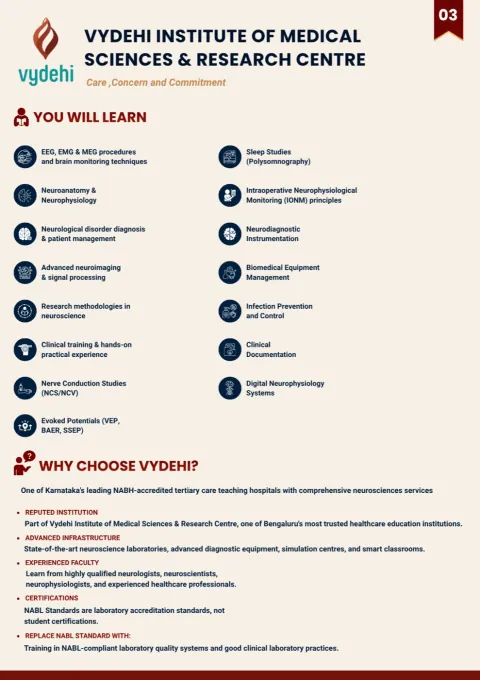 03
VYDEHI INSTITUTE OF MEDICAL
SCIENCES & RESEARCH CENTRE
vydehi
Care ,Concern and Commitment
YOU WILL LEARN
EEG, EMG & MEG procedures
and brain monitoring techniques
Neuroanatomy &
Neurophysiology
Neurological disorder diagnosis
& patient management
Advanced neuroimaging
& signal processing
Research methodologies in
neuroscience
Clinical training & hands-on
practical experience
Nerve Conduction Studies
(NCS/NCV)
Evoked Potentials (VEP,
BAER, SSEP)
Sleep Studies
(Polysomnography)
Intraoperative Neurophysiological
Monitoring (IONM) principles
Neurodiagnostic
Instrumentation
Biomedical Equipment
Management
Infection Prevention
and Control
Clinical
Documentation
Digital Neurophysiology
Systems
?
WHY CHOOSE VYDEHI?
One of Karnataka's leading NABH-accredited tertiary care teaching hospitals with comprehensive neurosciences services
• REPUTED INSTITUTION
Part of Vydehi Institute of Medical Sciences & Research Centre, one of Bengaluru's most trusted healthcare education institutions.
• ADVANCED INFRASTRUCTURE
State-of-the-art neuroscience laboratories, advanced diagnostic equipment, simulation centres, and smart classrooms.
• EXPERIENCED FACULTY
Learn from highly qualified neurologists, neuroscientists,
neurophysiologists, and experienced healthcare professionals.
• CERTIFICATIONS
NABL Standards are laboratory accreditation standards, not
student certifications.
• REPLACE NABL STANDARD WITH:
Training in NABL-compliant laboratory quality systems and good clinical laboratory practices.